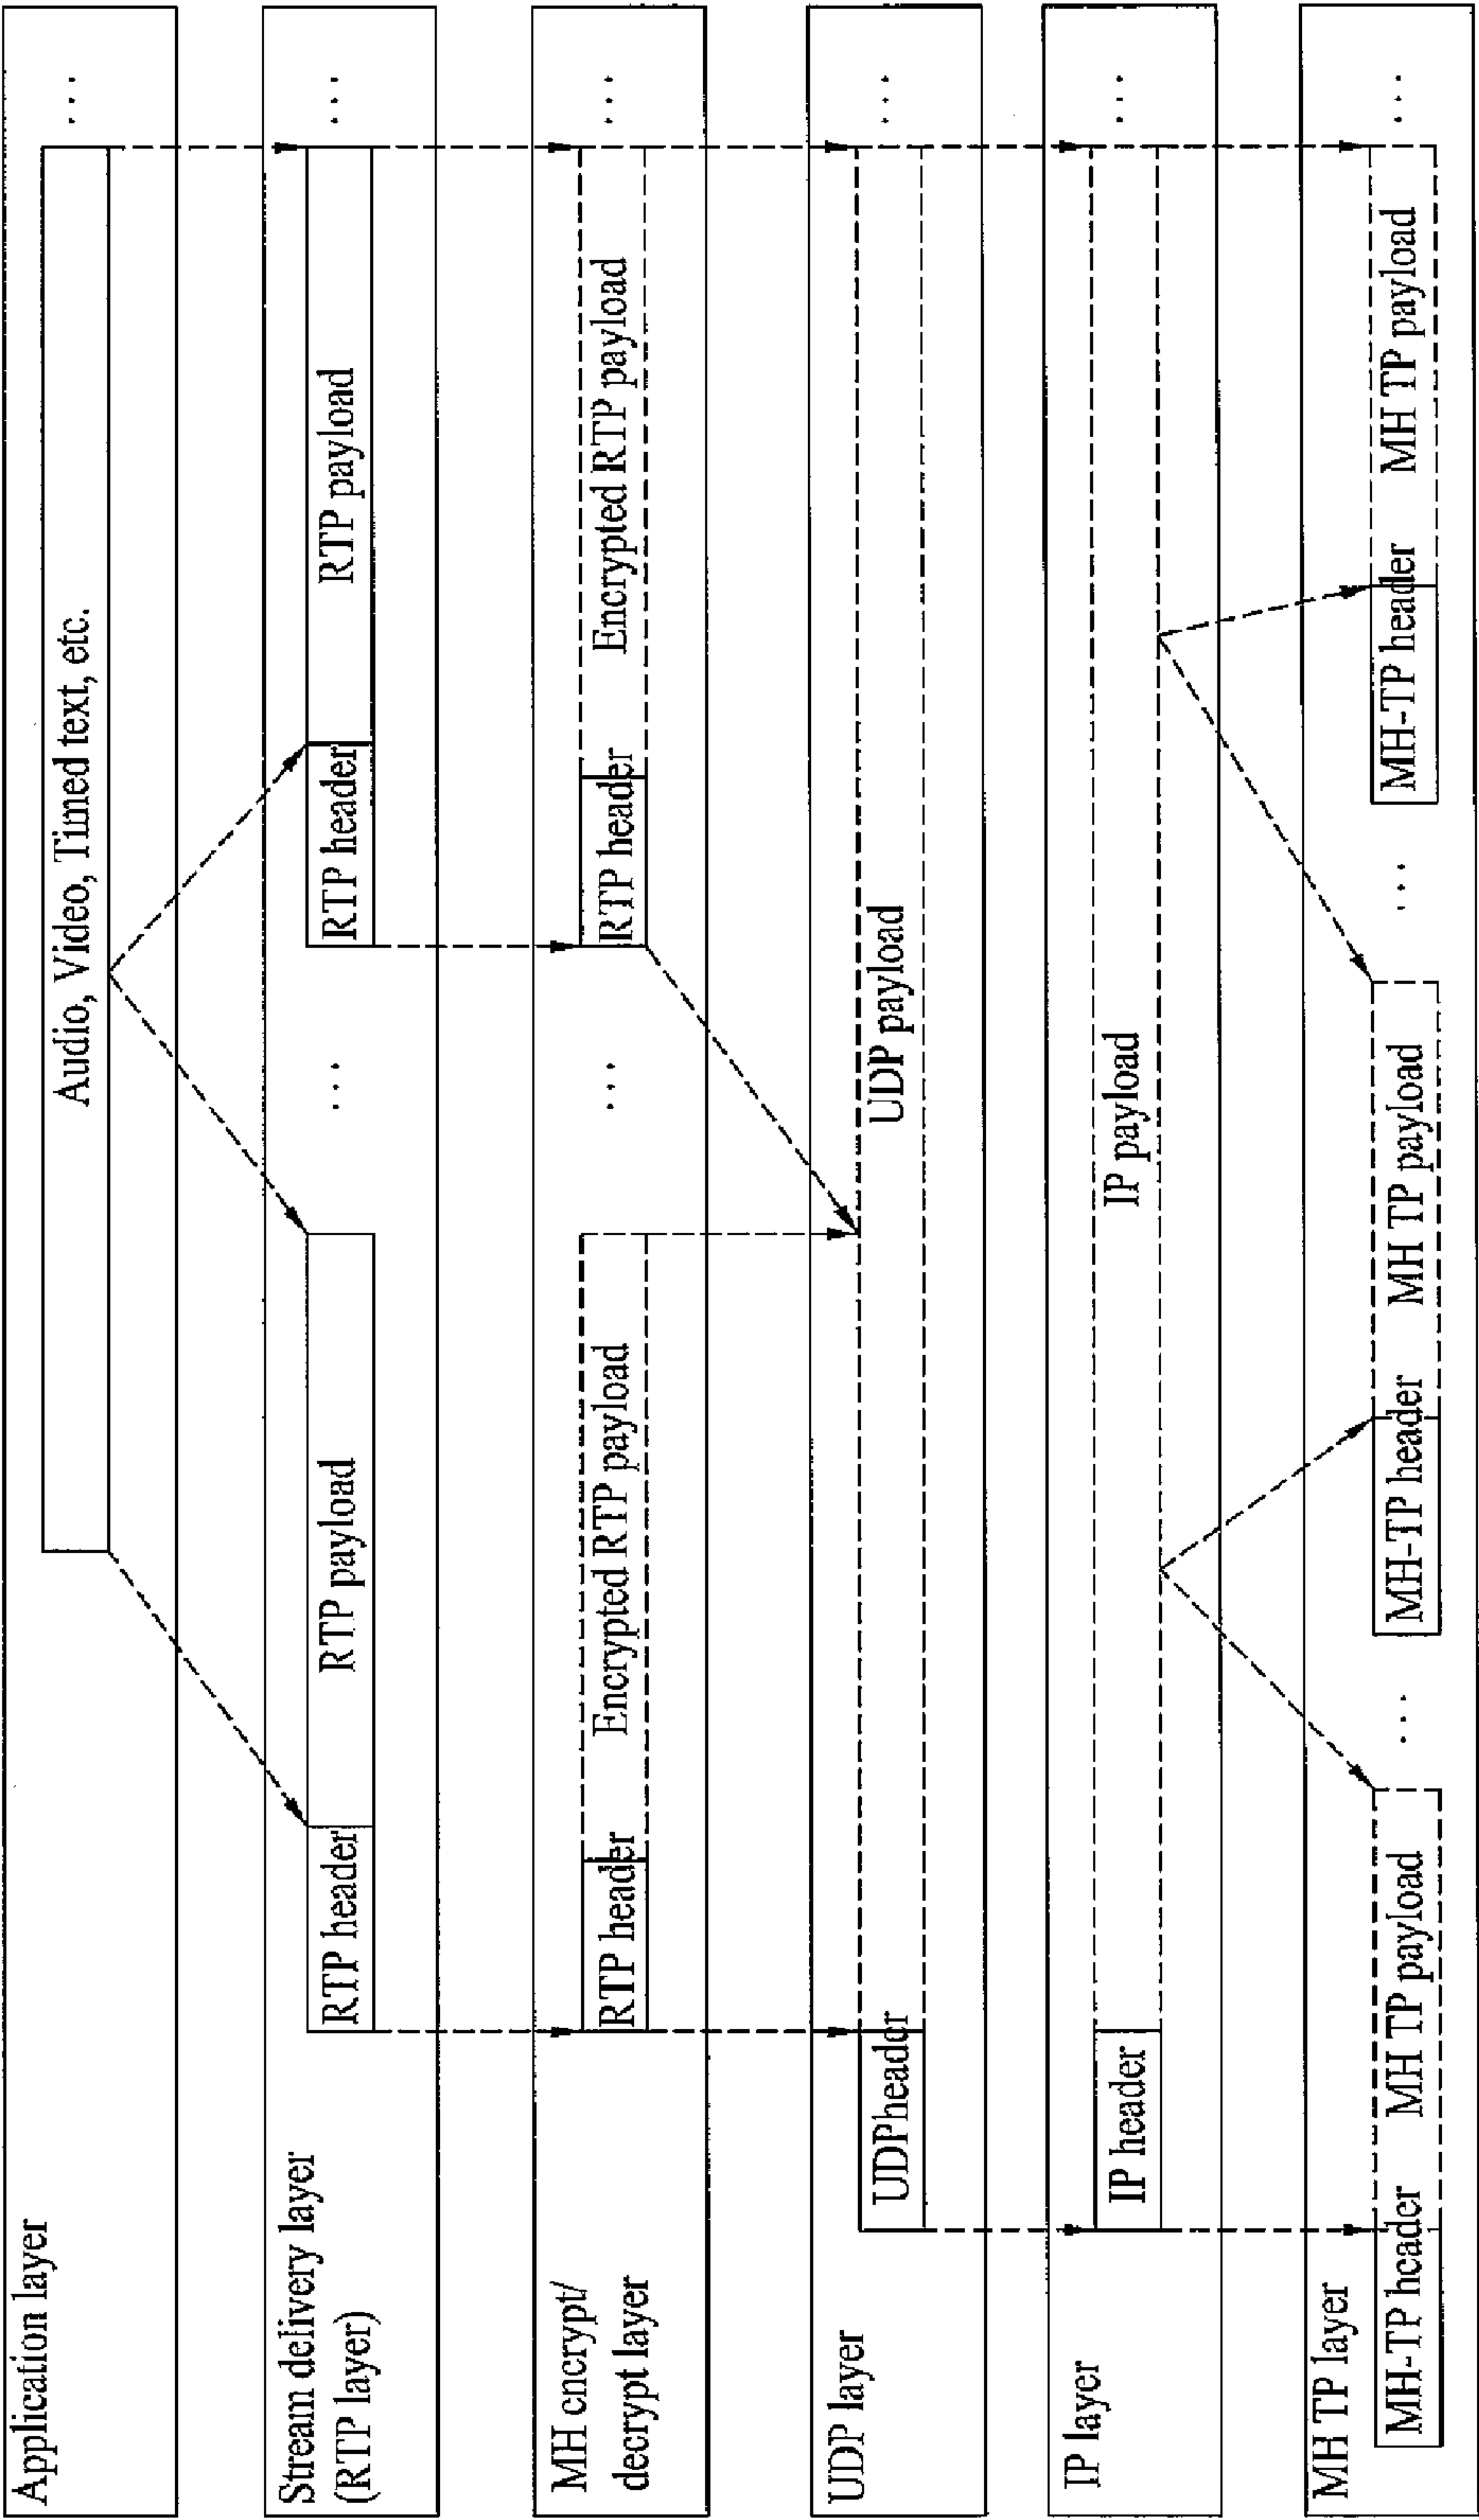 Application layer
Audio, Video, Timed text, etc.
...
Stream delivery layer
(RTP layer)
RTP header
RTP payload
...
RTP header
RTP payload
...
MH encrypt/
decrypt layer
RTP header
Encrypted RTP payload
...
RTP header
Encrypted RTP payload
...
UDP layer
UDPheader
UDP payload
...
IP layer
IP header
IP payload
...
MH TP layer
MH-TP header
MH TP payload
...
MH-TP header
MH TP payload
...
MH-TP header
MH TP payload
...